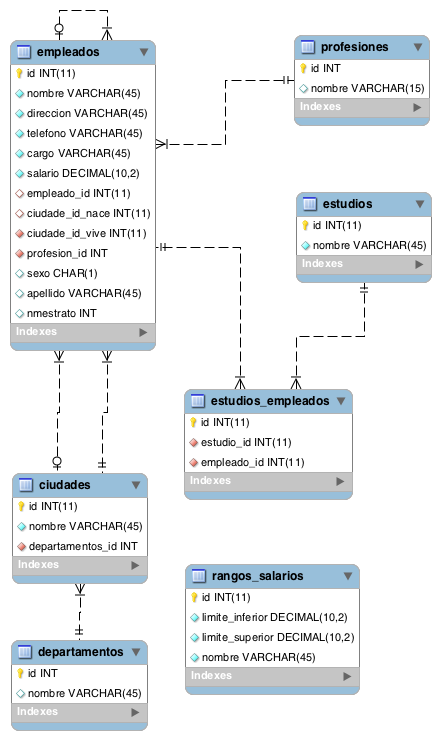 empleados
id INT(11)
nombre VARCHAR(45)
direccion VARCHAR(45)
telefono VARCHAR(45)
cargo VARCHAR(45)
salario DECIMAL(10,2)
empleado_id INT(11)
ciudade_id_nace INT(11)
ciudade_id_vive INT(11)
profesion_id INT
sexo CHAR(1)
apellido VARCHAR(45)
nmestrato INT
Indexes
profesiones
id INT
nombre VARCHAR(15)
Indexes
estudios
id INT(11)
nombre VARCHAR(45)
Indexes
estudios_empleados
id INT(11)
estudio_id INT(11)
empleado_id INT(11)
Indexes
ciudades
id INT(11)
nombre VARCHAR(45)
departamentos_id INT
Indexes
rangos_salarios
id INT(11)
limite_inferior DECIMAL(10,2)
limite_superior DECIMAL(10,2)
nombre VARCHAR(45)
Indexes
departamentos
id INT
nombre VARCHAR(45)
Indexes